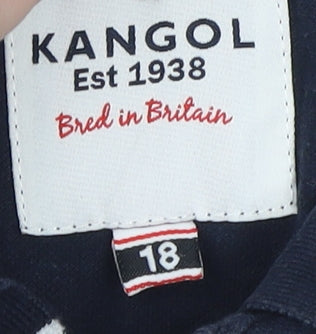 KANGOL
Est 1938
Bred in Britain
18